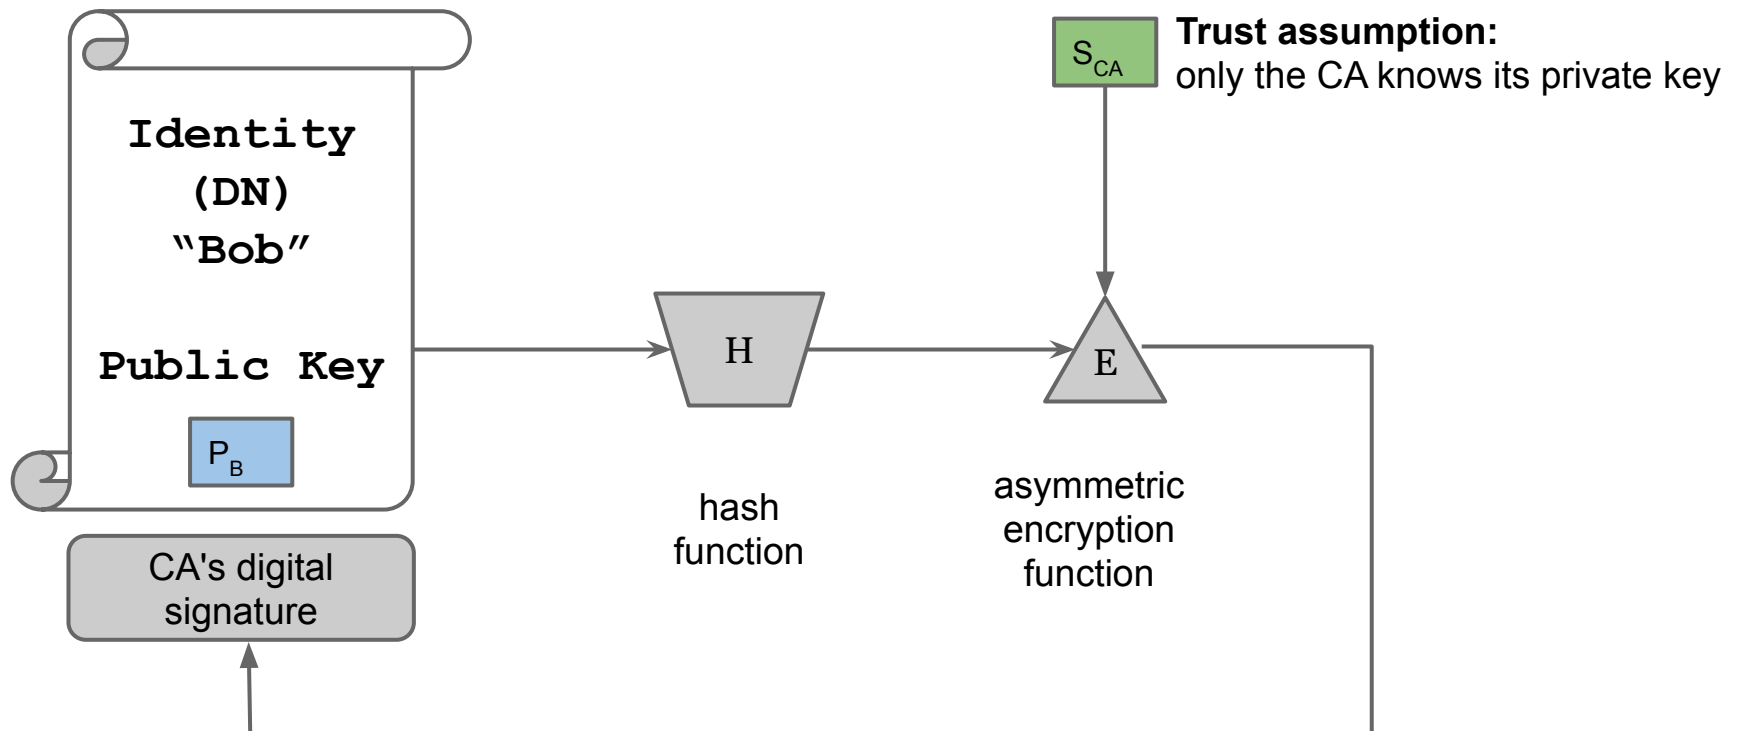 Identity
(DN)
“Bob”
Public Key
P_B
CA's digital
signature
H
hash
function
S_CA
Trust assumption:
only the CA knows its private key
E
asymmetric
encryption
function